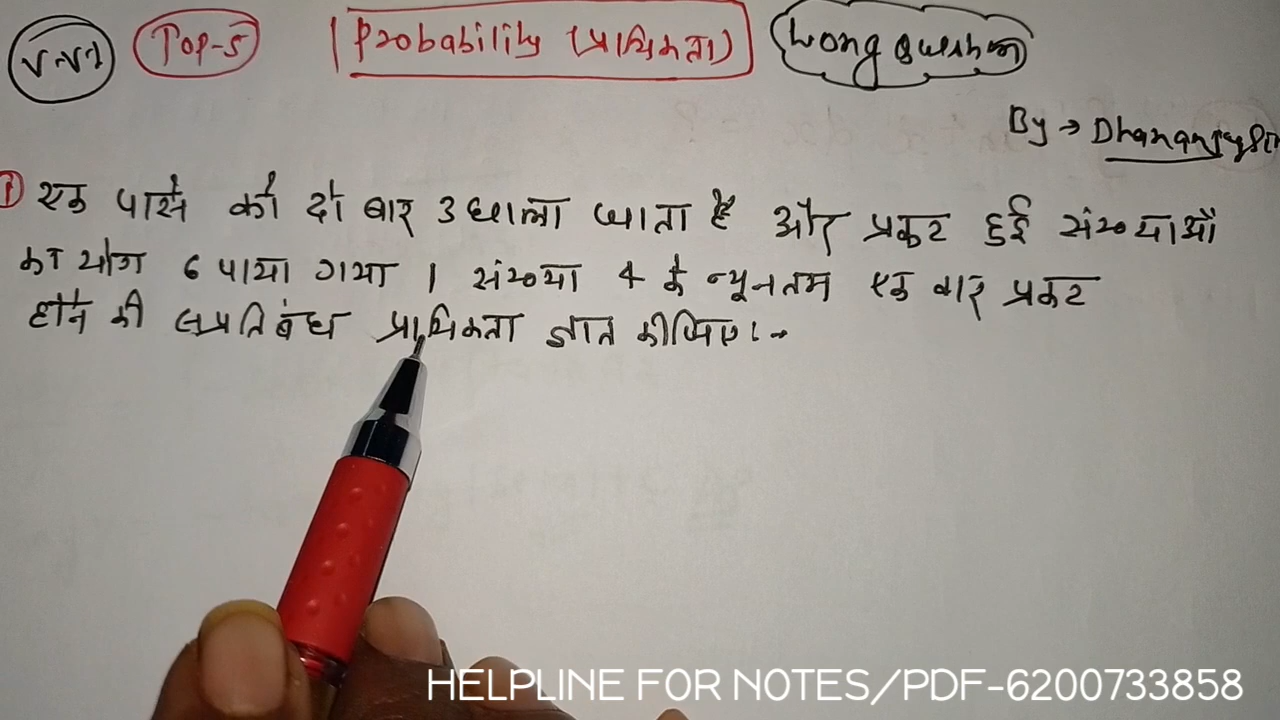 V.V.I Top-5 Probability (प्रायिकता) Long Question
By → Dhananjay
1 एक पासे को दो बार उछाला जाता है और प्रकट हुई संख्याओं
का योग 6 पाया गया । संख्या 4 के न्यूनतम एक बार प्रकट
होने की सप्रतिबंध प्रायिकता ज्ञात कीजिए।→
HELPLINE FOR NOTES/PDF-6200733858